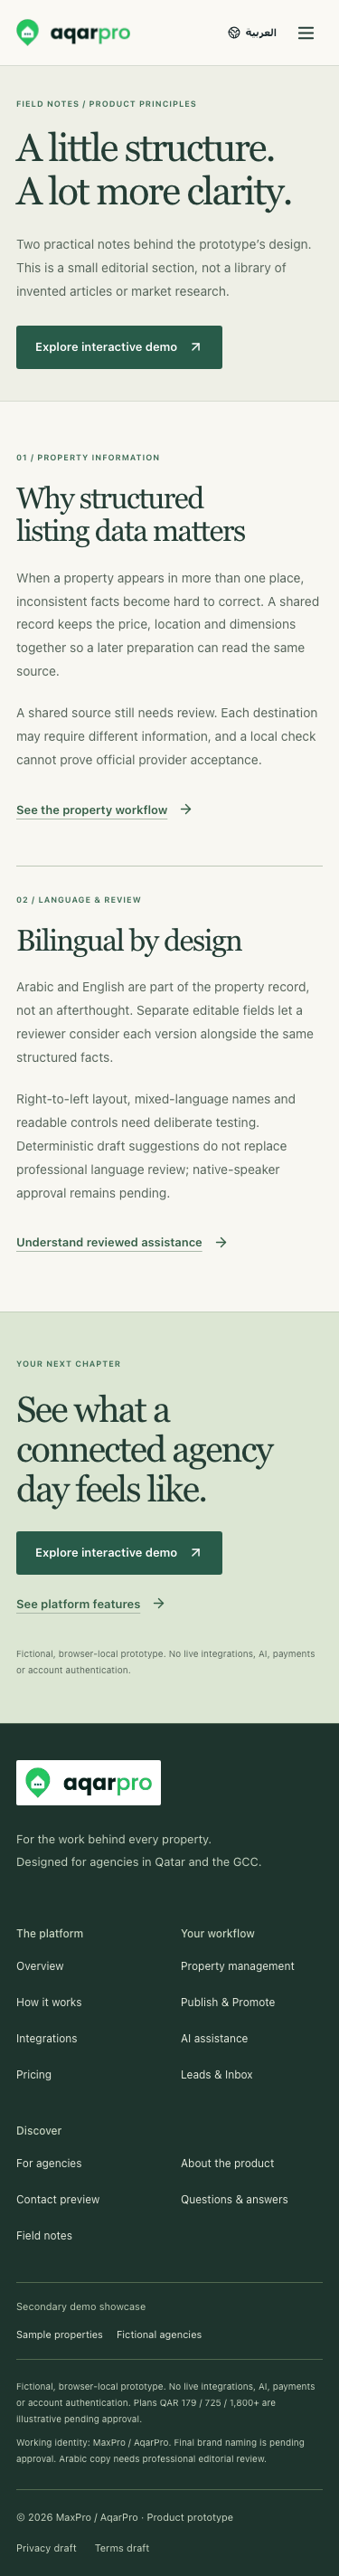 aqarpro
العربية
FIELD NOTES / PRODUCT PRINCIPLES
A little structure.
A lot more clarity.
Two practical notes behind the prototype's design.
This is a small editorial section, not a library of
invented articles or market research.
Explore interactive demo
01 / PROPERTY INFORMATION
Why structured
listing data matters
When a property appears in more than one place,
inconsistent facts become hard to correct. A shared
record keeps the price, location and dimensions
together so a later preparation can read the same
source.
A shared source still needs review. Each destination
may require different information, and a local check
cannot prove official provider acceptance.
See the property workflow
02 / LANGUAGE & REVIEW
Bilingual by design
Arabic and English are part of the property record,
not an afterthought. Separate editable fields let a
reviewer consider each version alongside the same
structured facts.
Right-to-left layout, mixed-language names and
readable controls need deliberate testing.
Deterministic draft suggestions do not replace
professional language review; native-speaker
approval remains pending.
Understand reviewed assistance
YOUR NEXT CHAPTER
See what a
connected agency
day feels like.
Explore interactive demo
See platform features
Fictional, browser-local prototype. No live integrations, AI, payments
or account authentication.
aqarpro
For the work behind every property.
Designed for agencies in Qatar and the GCC.
The platform
Overview
How it works
Integrations
Pricing
Your workflow
Property management
Publish & Promote
AI assistance
Leads & Inbox
Discover
For agencies
About the product
Contact preview
Questions & answers
Field notes
Secondary demo showcase
Sample properties Fictional agencies
Fictional, browser-local prototype. No live integrations, AI, payments
or account authentication. Plans QAR 179 / 725 / 1,800+ are
illustrative pending approval.
Working identity: MaxPro / AqarPro. Final brand naming is pending
approval. Arabic copy needs professional editorial review.
© 2026 MaxPro / AqarPro · Product prototype
Privacy draft Terms draft